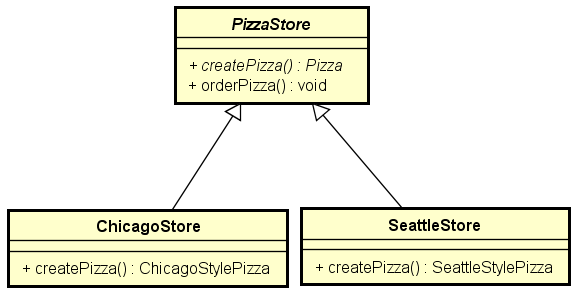 PizzaStore
+ createPizza() : Pizza
+ orderPizza() : void
ChicagoStore
+ createPizza() : ChicagoStylePizza
SeattleStore
+ createPizza() : SeattleStylePizza